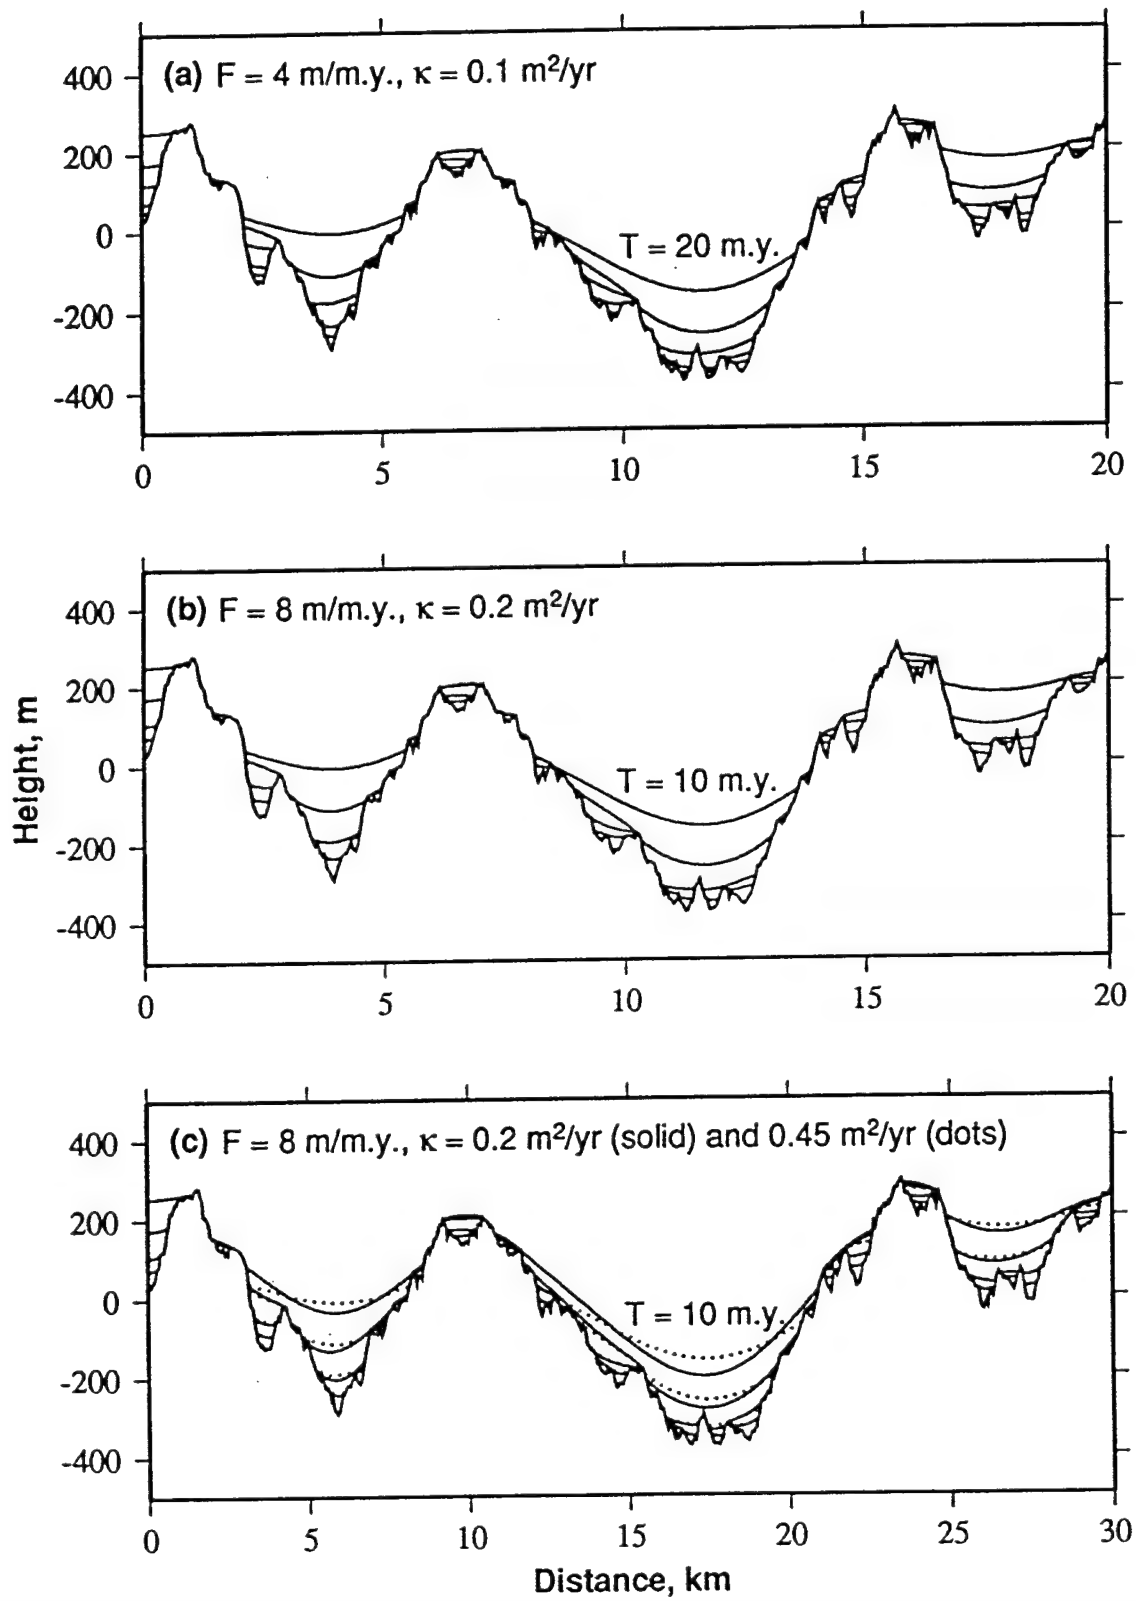 (a) F = 4 m/m.y., κ = 0.1 m²/yr
400
200
0
-200
-400
T = 20 m.y.
0 5 10 15 20
(b) F = 8 m/m.y., κ = 0.2 m²/yr
400
200
0
-200
-400
T = 10 m.y.
0 5 10 15 20
Height, m
(c) F = 8 m/m.y., κ = 0.2 m²/yr (solid) and 0.45 m²/yr (dots)
400
200
0
-200
-400
T = 10 m.y.
0 5 10 15 20 25 30
Distance, km